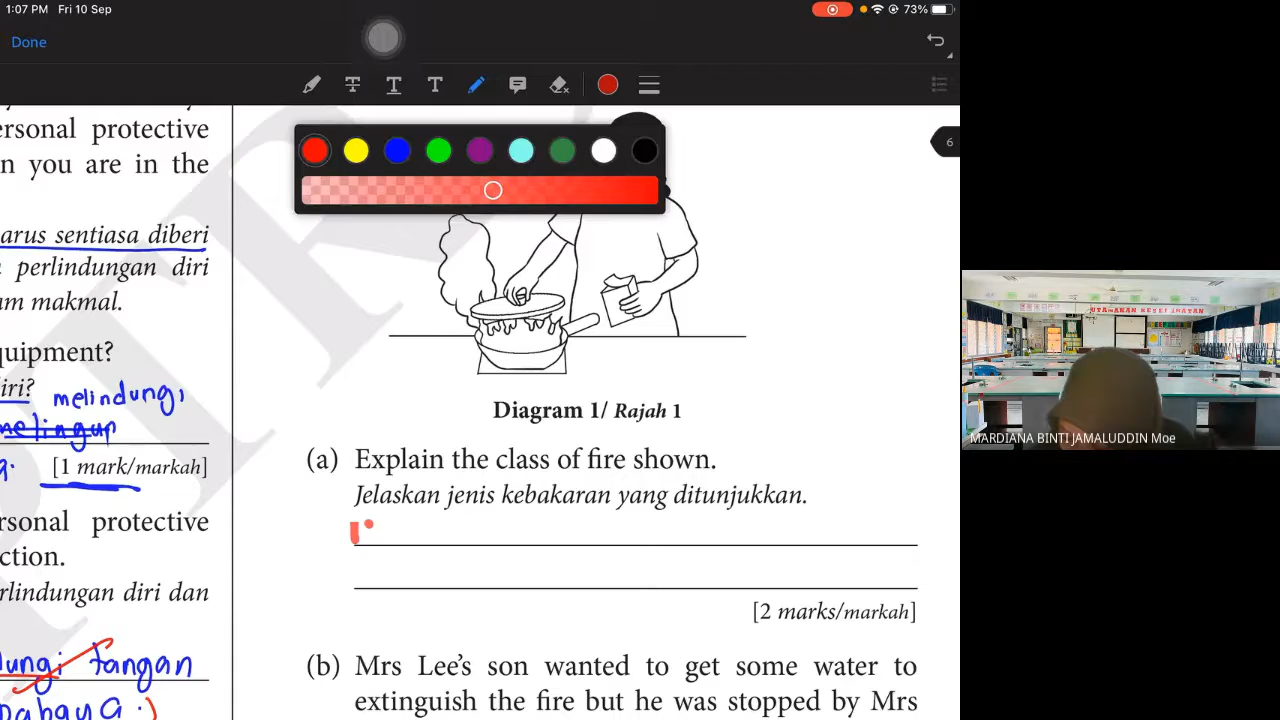 1:07 PM Fri 10 Sep
73%
Done
6
ersonal protective
n you are in the
arus sentiasa diberi
perlindungan diri
am makmal.
quipment?
iri? melindungi
melingup
[1 mark/markah]
rsonal protective
ction.
rlindungan diri dan
tangan
Diagram 1/ Rajah 1
(a) Explain the class of fire shown.
Jelaskan jenis kebakaran yang ditunjukkan.
[2 marks/markah]
(b) Mrs Lee's son wanted to get some water to
extinguish the fire but he was stopped by Mrs
UTAMAKAN KESELAMATAN
MARDIANA BINTI JAMALUDDIN Moe